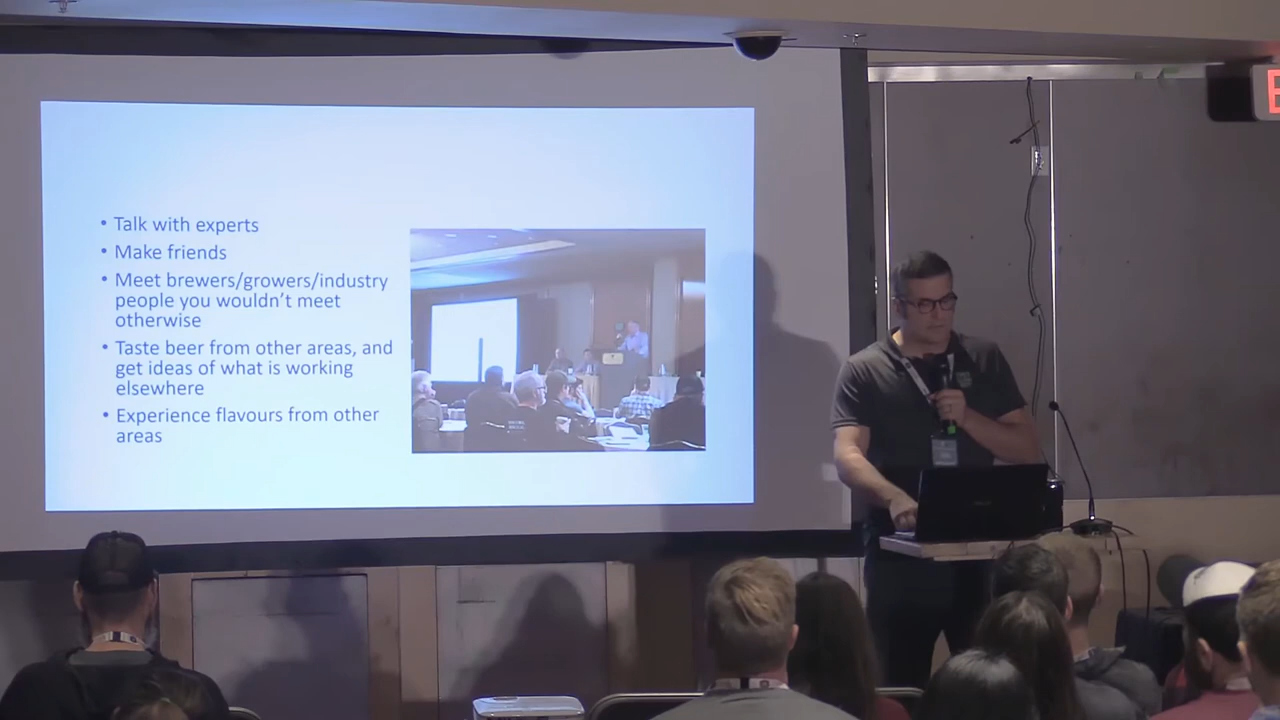 • Talk with experts
• Make friends
• Meet brewers/growers/industry
people you wouldn't meet
otherwise
• Taste beer from other areas, and
get ideas of what is working
elsewhere
• Experience flavours from other
areas
E